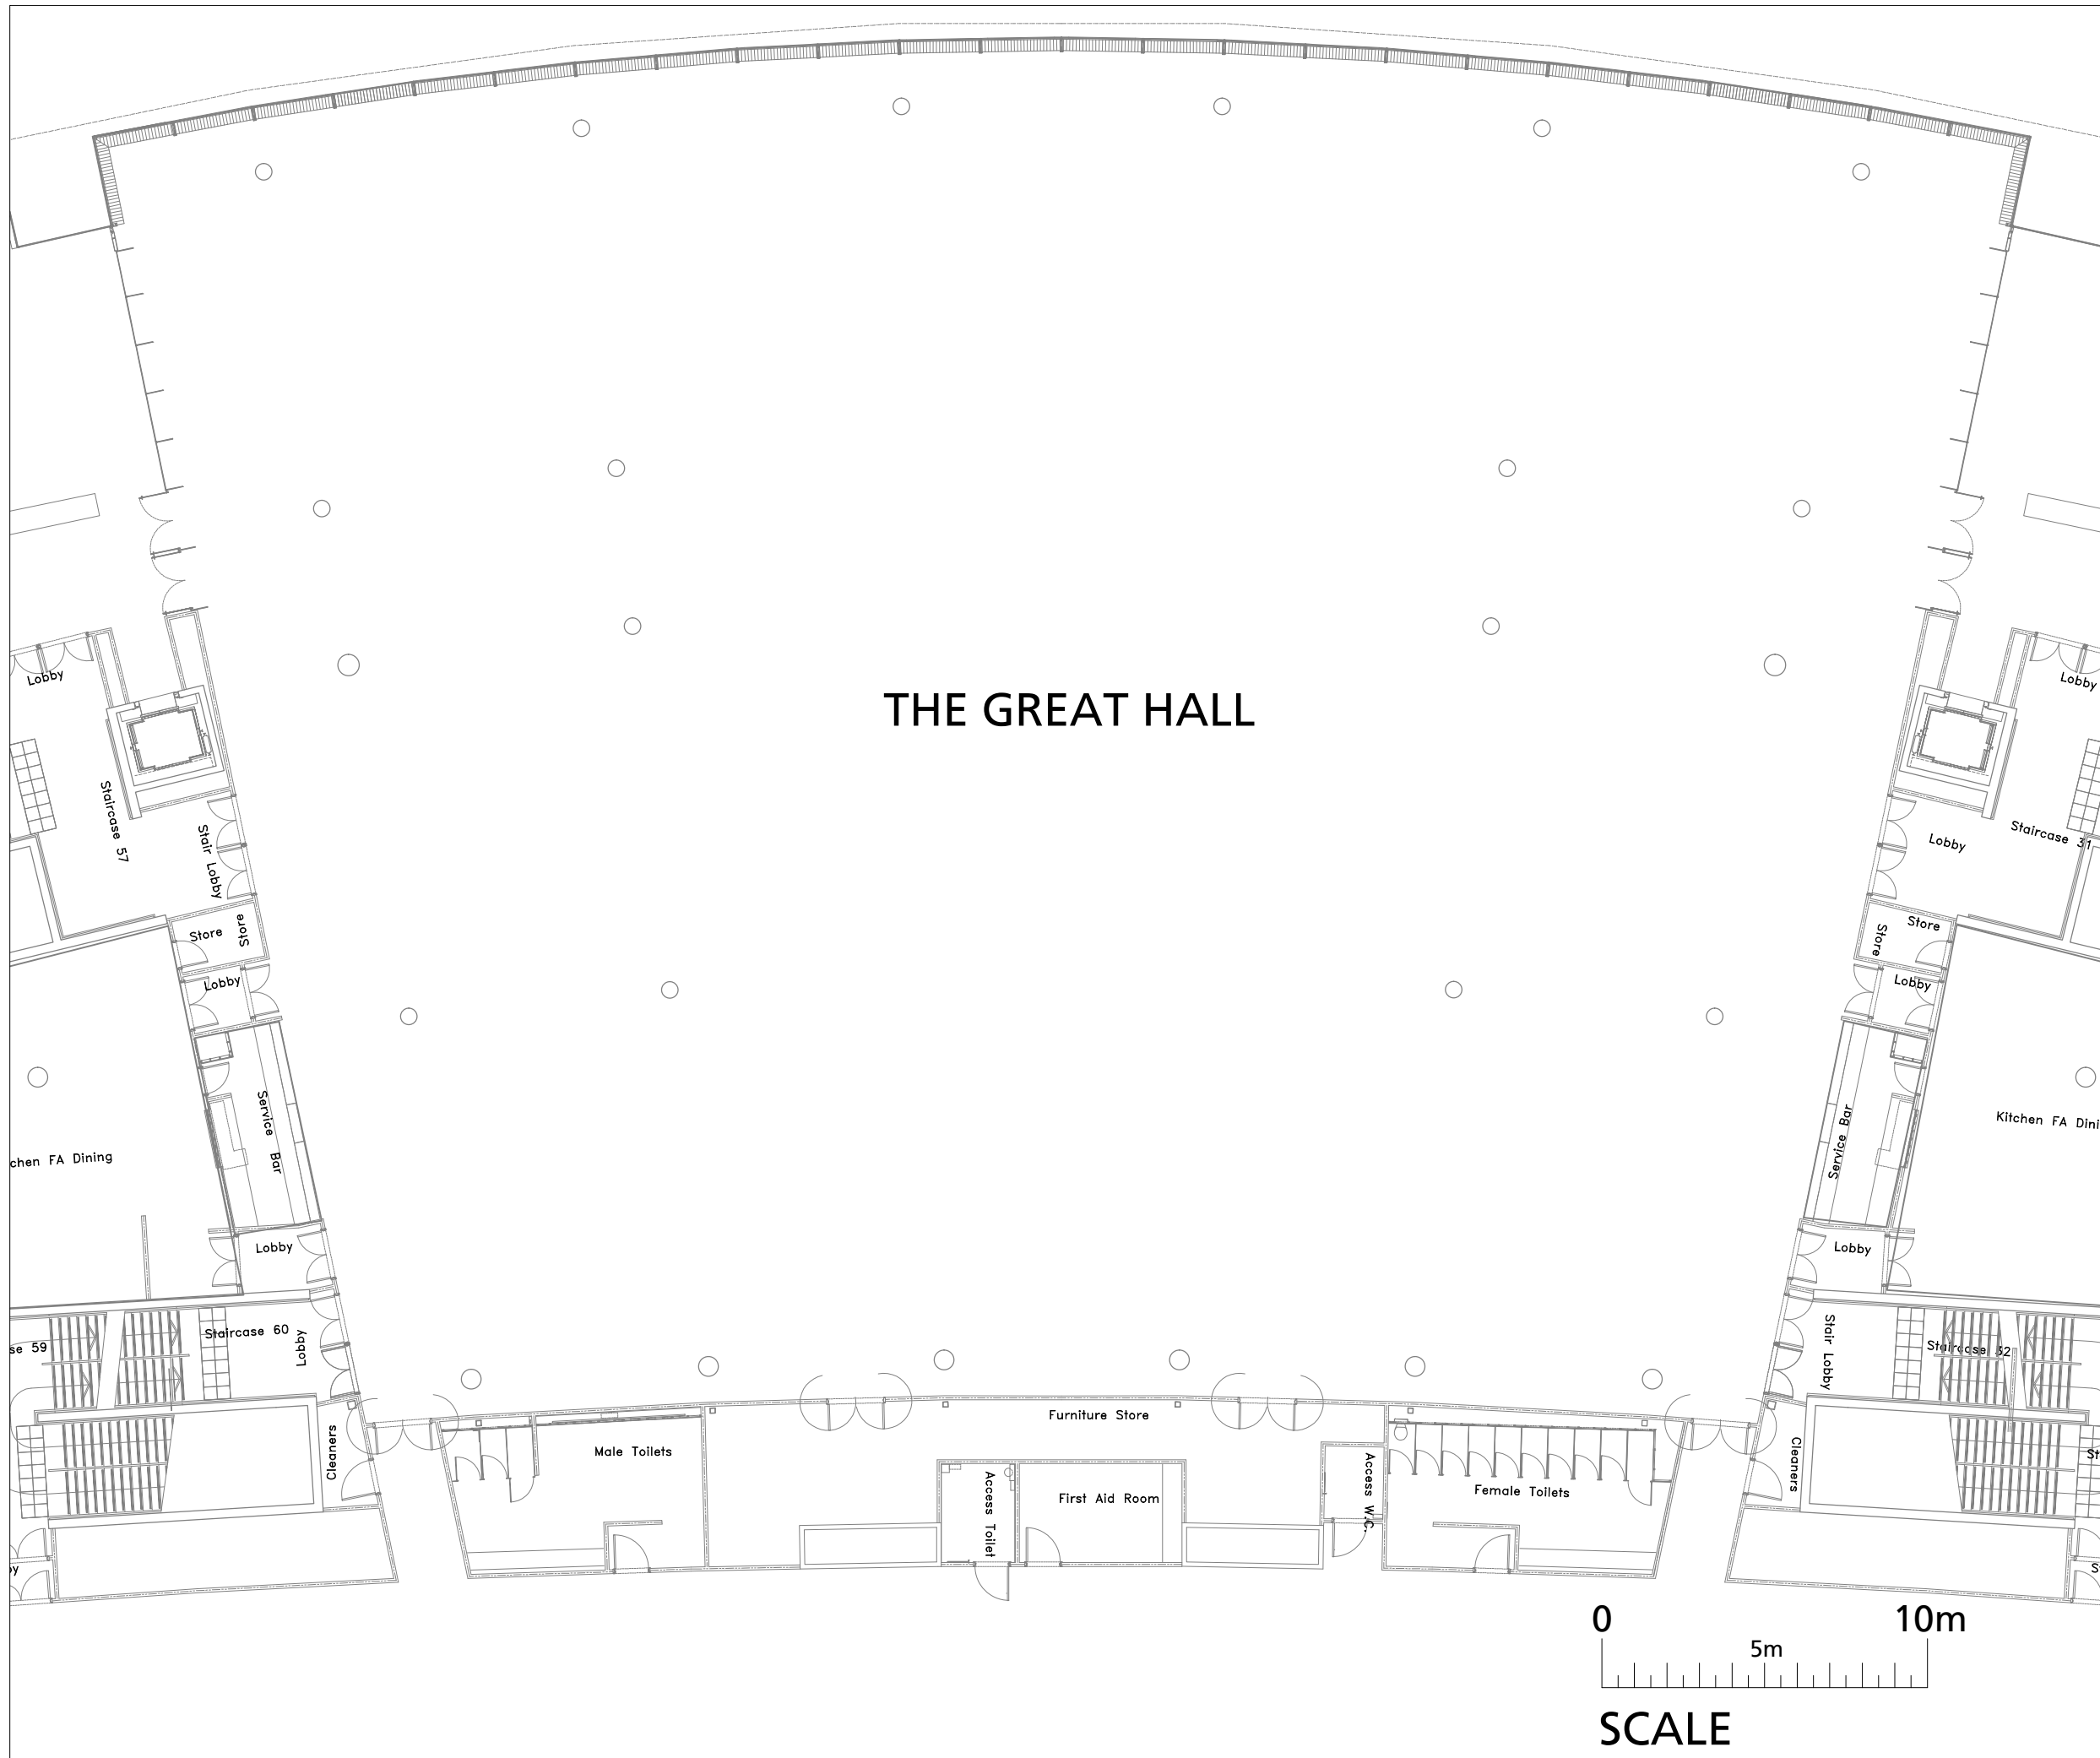 THE GREAT HALL
Lobby
Lobby
Staircase 57
Stair Lobby
Lobby
Staircase 31
Store
Store
Store
Store
Lobby
Lobby
Service Bar
Service Bar
chen FA Dining
Kitchen FA Dini
Lobby
Lobby
se 59
Staircase 60
Lobby
Stair Lobby
Staircase 32
Cleaners
Male Toilets
Furniture Store
Access Toilet
First Aid Room
Access W.C.
Female Toilets
Cleaners
St
by
S
0
10m
5m
SCALE